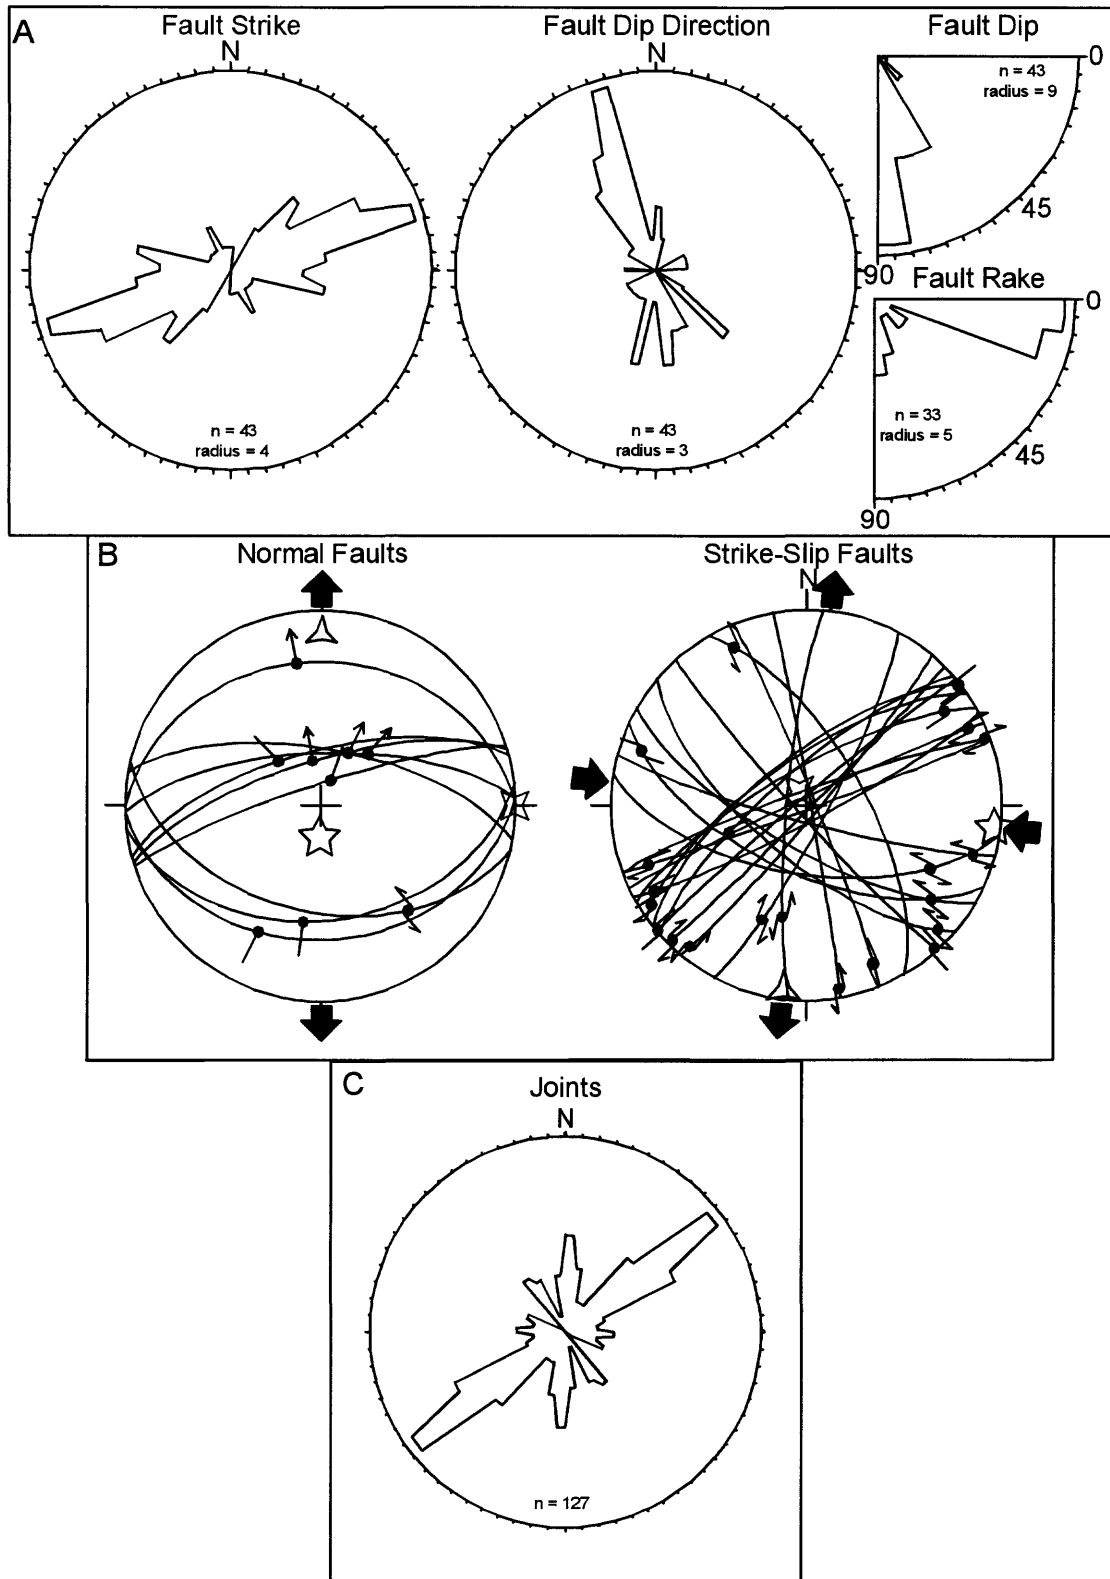 A
Fault Strike
N
n = 43
radius = 4
Fault Dip Direction
N
n = 43
radius = 3
Fault Dip
0
n = 43
radius = 9
45
90
Fault Rake
0
n = 33
radius = 5
45
90
B
Normal Faults
Strike-Slip Faults
N
C
Joints
N
n = 127